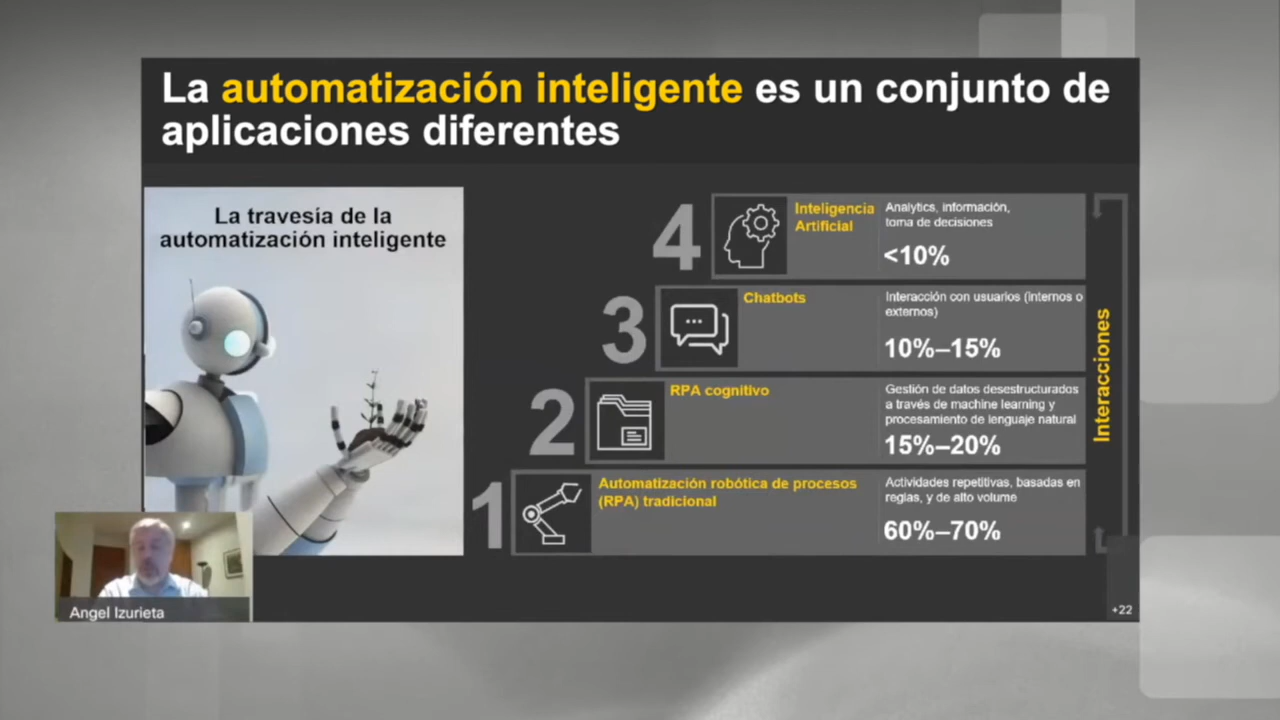 La automatización inteligente es un conjunto de
aplicaciones diferentes
La travesía de la
automatización inteligente
4
Inteligencia
Artificial
Analytics, información,
toma de decisiones
<10%
3
Chatbots
Interacción con usuarios (internos o
externos)
10%–15%
2
RPA cognitivo
Gestión de datos desestructurados
a través de machine learning y
procesamiento de lenguaje natural
15%–20%
1
Automatización robótica de procesos
(RPA) tradicional
Actividades repetitivas, basadas en
reglas, y de alto volume
60%–70%
Interacciones
Angel Izurieta
+22